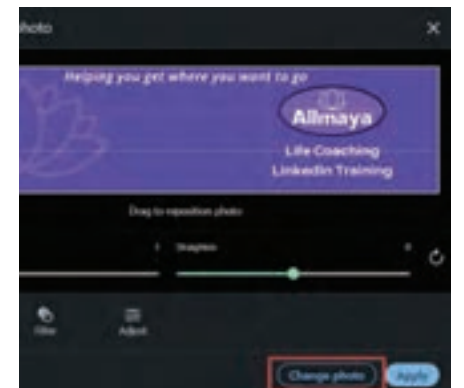 photo
Helping you get where you want to go
Allmaya
Life Coaching
LinkedIn Training
Drag to reposition photo
Straighten
Filter
Adjust
Change photo
Apply